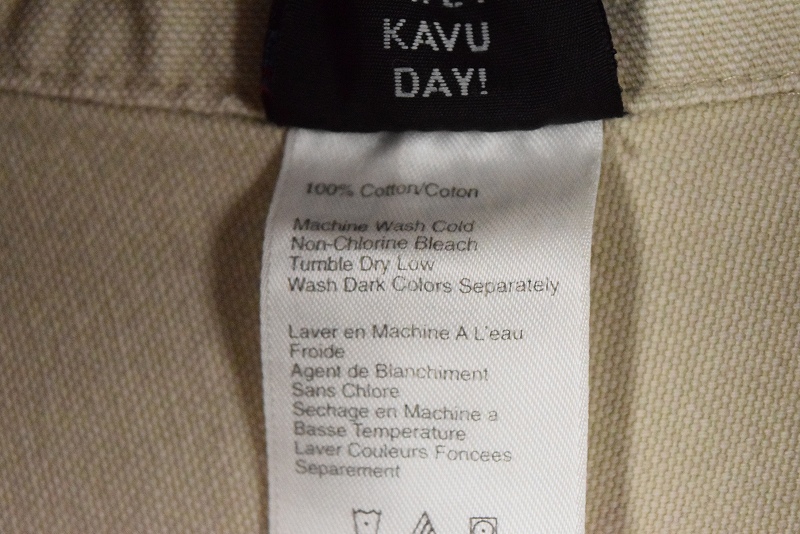 KAVU
DAY!
100% Cotton/Coton
Machine Wash Cold
Non-Chlorine Bleach
Tumble Dry Low
Wash Dark Colors Separately
Laver en Machine A L'eau
Froide
Agent de Blanchiment
Sans Chlore
Sechage en Machine a
Basse Temperature
Laver Couleurs Foncees
Separement